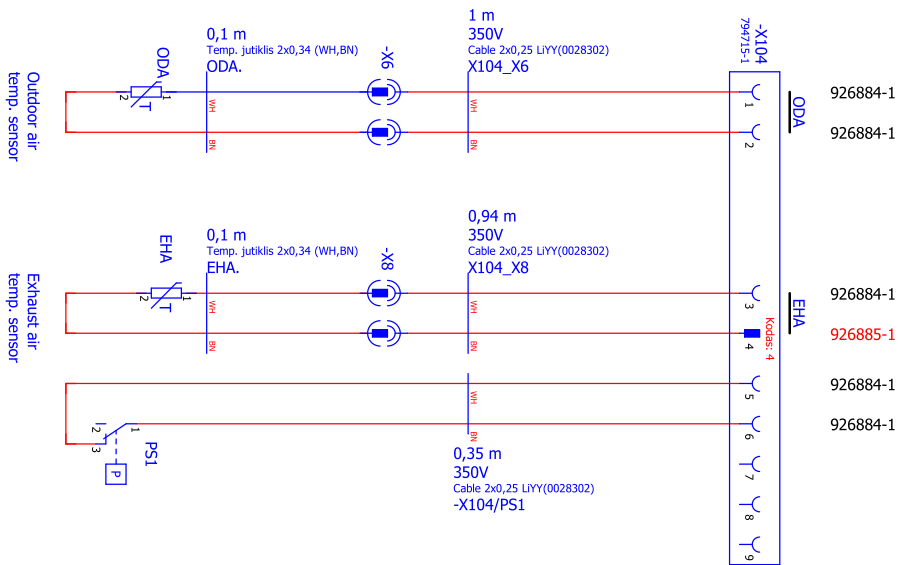 1 m
350V
Cable 2x0,25 LiYY(0028302)
X104_X6
0,1 m
Temp. jutiklis 2x0,34 (WH,BN)
ODA.
-X6
-X104
794715-1
ODA
926884-1
926884-1
ODA
1
2
T
WH
BN
WH
BN
1
2
Outdoor air
temp. sensor
0,94 m
350V
Cable 2x0,25 LiYY(0028302)
X104_X8
0,1 m
Temp. jutiklis 2x0,34 (WH,BN)
EHA.
-X8
EHA
1
2
T
WH
BN
WH
BN
3
4
Kodas: 4
EHA
926884-1
926885-1
Exhaust air
temp. sensor
926884-1
926884-1
WH
BN
5
6
7
8
9
1
2
3
P
PS1
0,35 m
350V
Cable 2x0,25 LiYY(0028302)
-X104/PS1